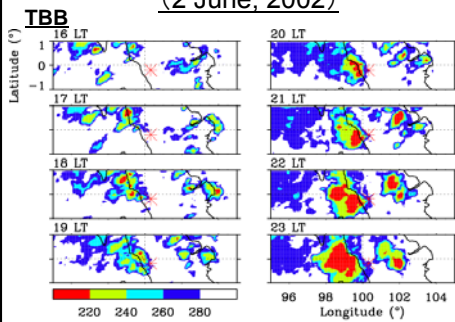 (2 June, 2002)
TBB
Latitude (°)
16 LT
1
0
−1
17 LT
18 LT
19 LT
220 240 260 280
20 LT
21 LT
22 LT
23 LT
96 98 100 102 104
Longitude (°)